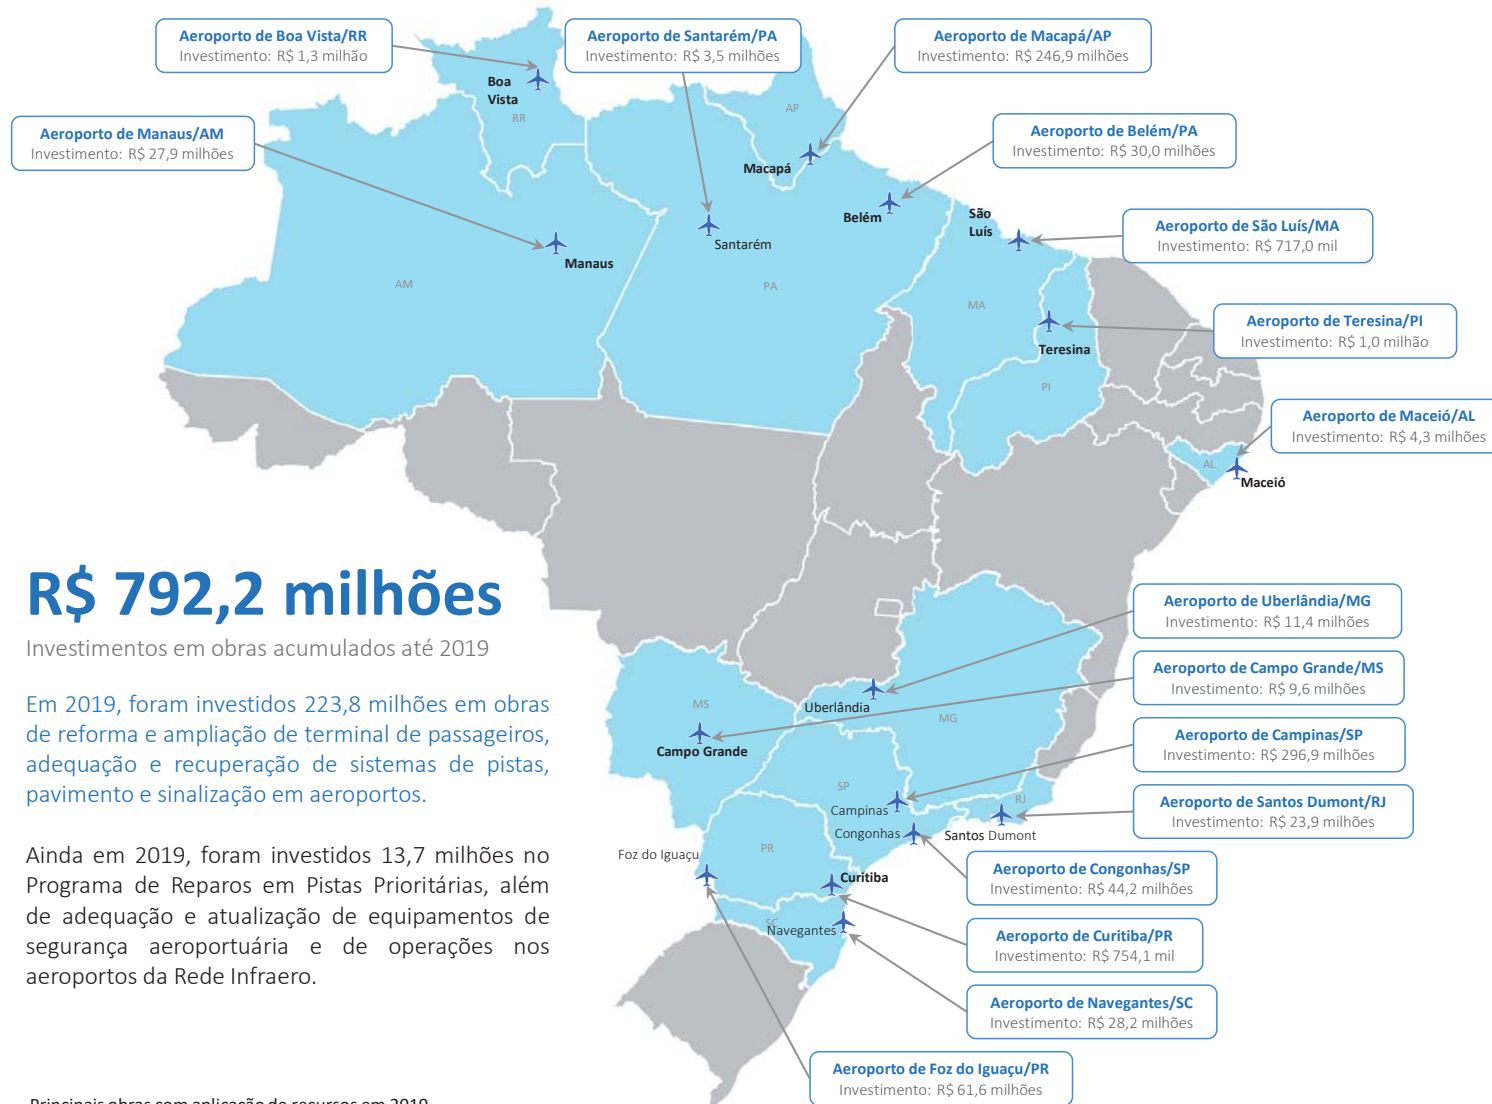 Aeroporto de Boa Vista/RR
Investimento: R$ 1,3 milhão
Aeroporto de Santarém/PA
Investimento: R$ 3,5 milhões
Aeroporto de Macapá/AP
Investimento: R$ 246,9 milhões
Aeroporto de Manaus/AM
Investimento: R$ 27,9 milhões
Aeroporto de Belém/PA
Investimento: R$ 30,0 milhões
Aeroporto de São Luís/MA
Investimento: R$ 717,0 mil
Aeroporto de Teresina/PI
Investimento: R$ 1,0 milhão
Aeroporto de Maceió/AL
Investimento: R$ 4,3 milhões
Boa
Vista
RR
AP
Macapá
Belém
São
Luís
Santarém
Manaus
AM
PA
MA
Teresina
PI
AL
Maceió
R$ 792,2 milhões
Investimentos em obras acumulados até 2019
Em 2019, foram investidos 223,8 milhões em obras
de reforma e ampliação de terminal de passageiros,
adequação e recuperação de sistemas de pistas,
pavimento e sinalização em aeroportos.
Ainda em 2019, foram investidos 13,7 milhões no
Programa de Reparos em Pistas Prioritárias, além
de adequação e atualização de equipamentos de
segurança aeroportuária e de operações nos
aeroportos da Rede Infraero.
Aeroporto de Uberlândia/MG
Investimento: R$ 11,4 milhões
Aeroporto de Campo Grande/MS
Investimento: R$ 9,6 milhões
Aeroporto de Campinas/SP
Investimento: R$ 296,9 milhões
Aeroporto de Santos Dumont/RJ
Investimento: R$ 23,9 milhões
Aeroporto de Congonhas/SP
Investimento: R$ 44,2 milhões
Aeroporto de Curitiba/PR
Investimento: R$ 754,1 mil
Aeroporto de Navegantes/SC
Investimento: R$ 28,2 milhões
Aeroporto de Foz do Iguaçu/PR
Investimento: R$ 61,6 milhões
MS
Uberlândia
MG
Campo Grande
SP
Campinas
RJ
Congonhas
Santos Dumont
Foz do Iguaçu
PR
Curitiba
SC
Navegantes
Principais obras com aplicação de recursos em 2019